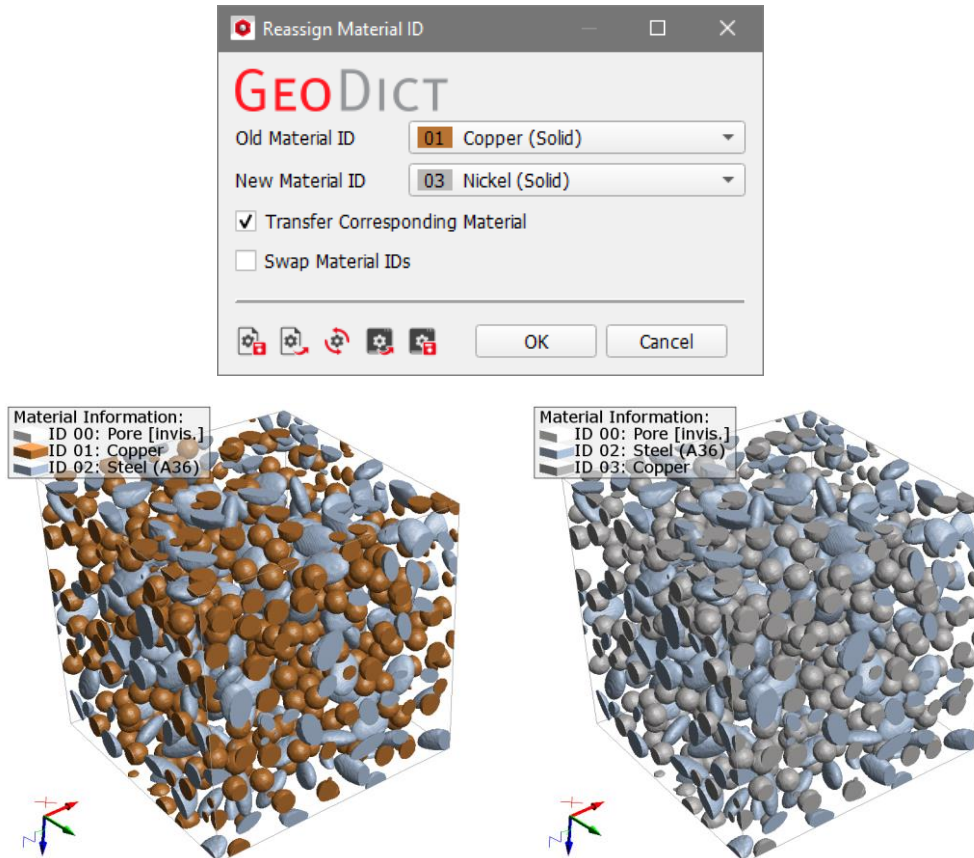 Reassign Material ID
GEODICT
Old Material ID 01 Copper (Solid)
New Material ID 03 Nickel (Solid)
Transfer Corresponding Material
Swap Material IDs
OK Cancel
Material Information:
ID 00: Pore [invis.]
ID 01: Copper
ID 02: Steel (A36)
Material Information:
ID 00: Pore [invis.]
ID 02: Steel (A36)
ID 03: Copper